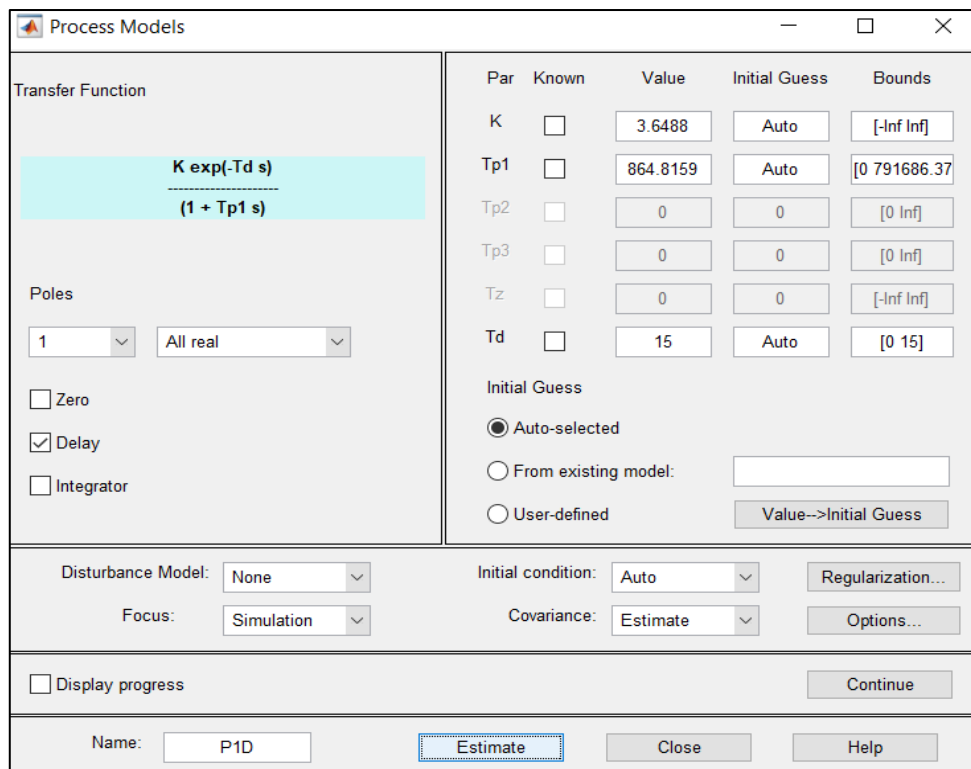 Process Models
Transfer Function
K exp(-Td s)
----------------------
(1 + Tp1 s)
Poles
1 All real
Zero
Delay
Integrator
Par Known Value Initial Guess Bounds
K 3.6488 Auto [-Inf Inf]
Tp1 864.8159 Auto [0 791686.37
Tp2 0 0 [0 Inf]
Tp3 0 0 [0 Inf]
Tz 0 0 [-Inf Inf]
Td 15 Auto [0 15]
Initial Guess
Auto-selected
From existing model:
User-defined Value-->Initial Guess
Disturbance Model: None Initial condition: Auto Regularization...
Focus: Simulation Covariance: Estimate Options...
Display progress Continue
Name: P1D Estimate Close Help